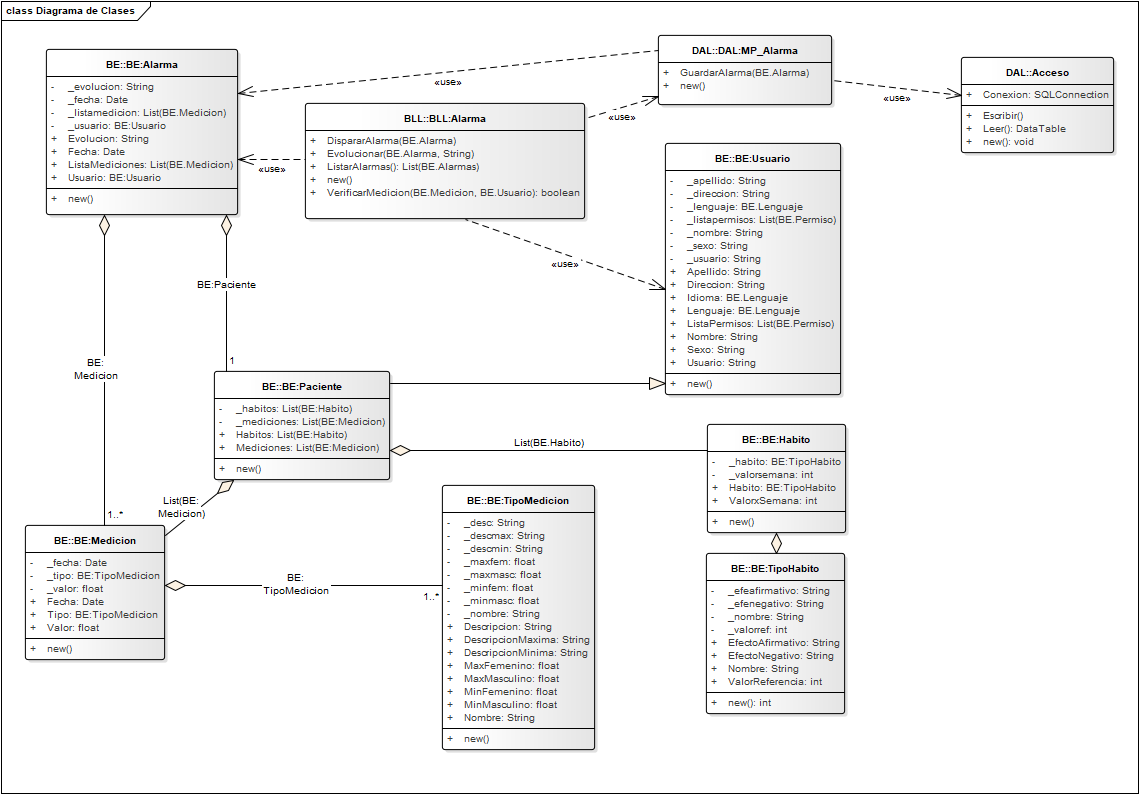 class Diagrama de Clases
BE::BE:Alarma
- _evolucion: String
- _fecha: Date
- _listamedicion: List(BE.Medicion)
- _usuario: BE:Usuario
+ Evolucion: String
+ Fecha: Date
+ ListaMediciones: List(BE.Medicion)
+ Usuario: BE:Usuario
+ new()
DAL::DAL:MP_Alarma
+ GuardarAlarma(BE.Alarma)
+ new()
DAL::Acceso
+ Conexion: SQLConnection
+ Escribir()
+ Leer(): DataTable
+ new(): void
«use»
«use»
«use»
«use»
«use»
BLL::BLL:Alarma
+ DispararAlarma(BE.Alarma)
+ Evolucionar(BE.Alarma, String)
+ ListarAlarmas(): List(BE.Alarmas)
+ new()
+ VerificarMedicion(BE.Medicion, BE.Usuario): boolean
BE::BE:Usuario
- _apellido: String
- _direccion: String
- _lenguaje: BE.Lenguaje
- _listapermisos: List(BE.Permiso)
- _nombre: String
- _sexo: String
- _usuario: String
+ Apellido: String
+ Direccion: String
+ Idioma: BE.Lenguaje
+ Lenguaje: BE.Lenguaje
+ ListaPermisos: List(BE.Permiso)
+ Nombre: String
+ Sexo: String
+ Usuario: String
+ new()
BE:Paciente
1
BE:
Medicion
1..*
BE::BE:Paciente
- _habitos: List(BE:Habito)
- _mediciones: List(BE:Medicion)
+ Habitos: List(BE:Habito)
+ Mediciones: List(BE:Medicion)
+ new()
List(BE.Habito)
List(BE:
Medicion)
BE::BE:Habito
- _habito: BE:TipoHabito
- _valorsemana: int
+ Habito: BE:TipoHabito
+ ValorxSemana: int
+ new()
BE::BE:Medicion
- _fecha: Date
- _tipo: BE:TipoMedicion
- _valor: float
+ Fecha: Date
+ Tipo: BE:TipoMedicion
+ Valor: float
+ new()
BE:
TipoMedicion
1..*
BE::BE:TipoMedicion
- _desc: String
- _descmax: String
- _descmin: String
- _maxfem: float
- _maxmasc: float
- _minfem: float
- _minmasc: float
- _nombre: String
+ Descripcion: String
+ DescripcionMaxima: String
+ DescripcionMinima: String
+ MaxFemenino: float
+ MaxMasculino: float
+ MinFemenino: float
+ MinMasculino: float
+ Nombre: String
+ new()
BE::BE:TipoHabito
- _efeafirmativo: String
- _efenegativo: String
- _nombre: String
- _valorref: int
+ EfectoAfirmativo: String
+ EfectoNegativo: String
+ Nombre: String
+ ValorReferencia: int
+ new(): int